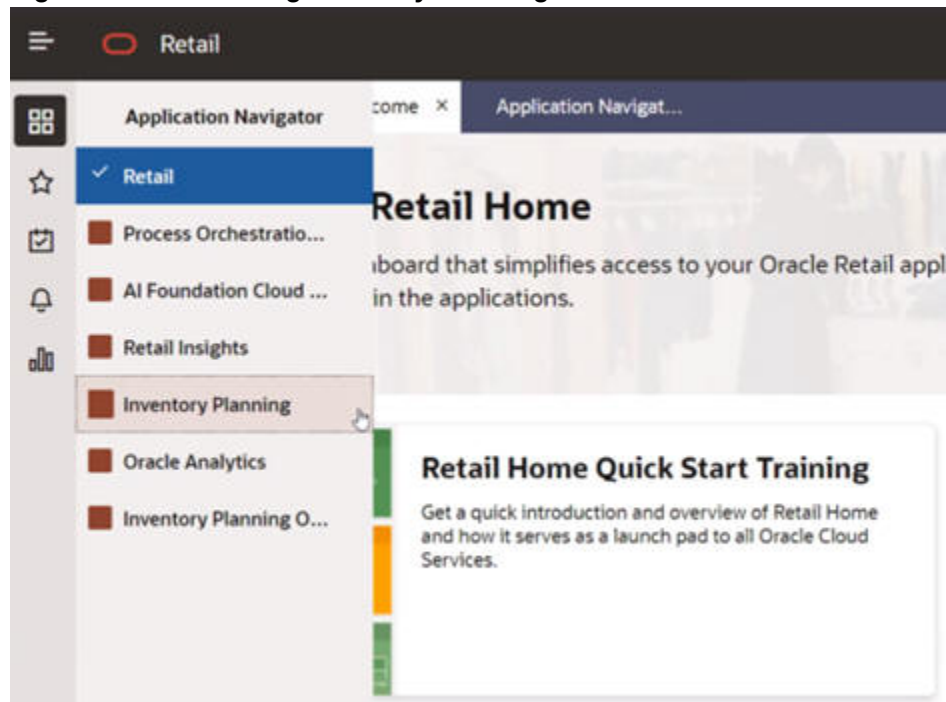 Retail
Application Navigator
come ×
Application Navigat...
Retail
Process Orchestratio...
AI Foundation Cloud ...
Retail Insights
Inventory Planning
Oracle Analytics
Inventory Planning O...
Retail Home
board that simplifies access to your Oracle Retail appl
in the applications.
Retail Home Quick Start Training
Get a quick introduction and overview of Retail Home
and how it serves as a launch pad to all Oracle Cloud
Services.